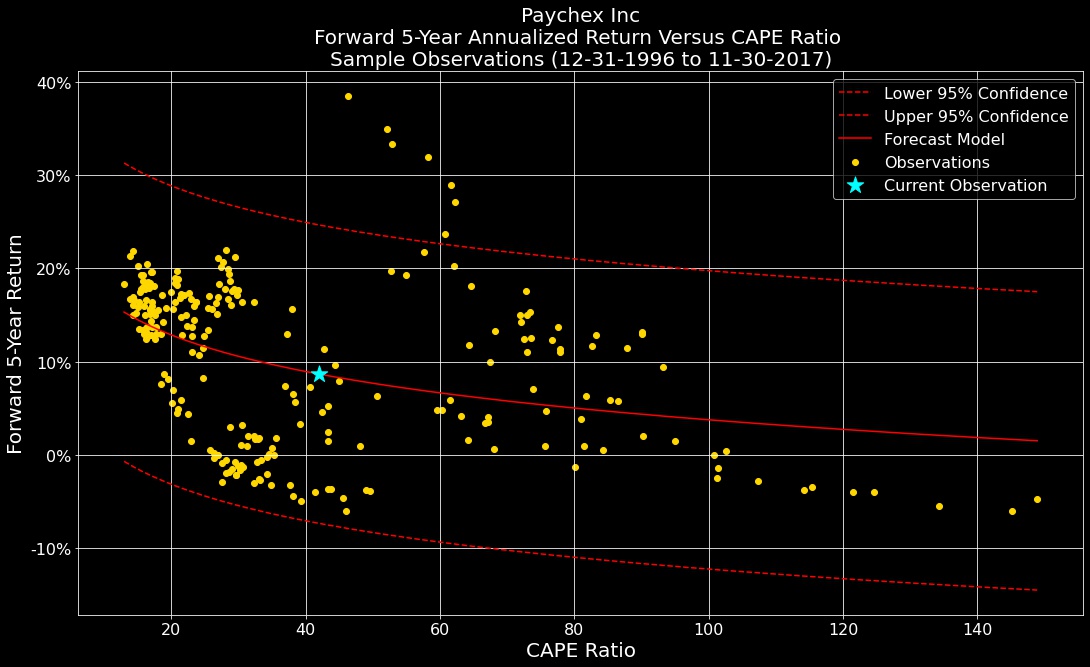 Paychex Inc
Forward 5-Year Annualized Return Versus CAPE Ratio
Sample Observations (12-31-1996 to 11-30-2017)
Lower 95% Confidence
Upper 95% Confidence
Forecast Model
Observations
Current Observation
Forward 5-Year Return
40%
30%
20%
10%
0%
-10%
20 40 60 80 100 120 140
CAPE Ratio